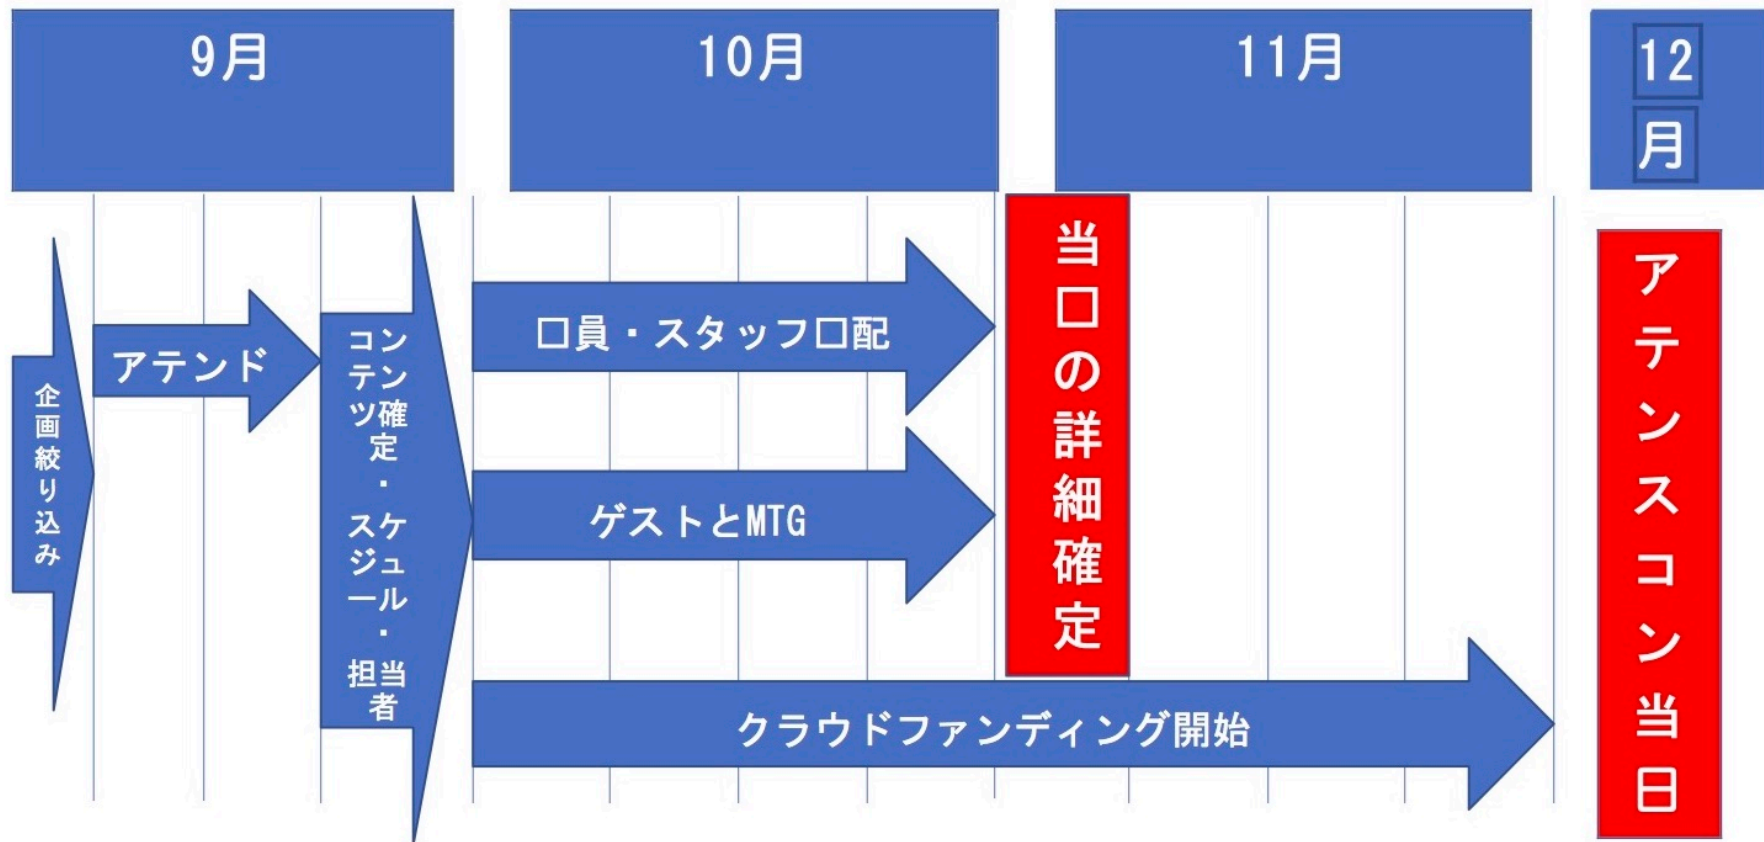 9月
10月
11月
12
月
企画絞り込み
アテンド
コン
テン
ツ確
定
・
スケ
ジュ
ール・
担当
者
□員・スタッフ□配
ゲストとMTG
クラウドファンディング開始
当□の詳細確定
アテンスコン当日